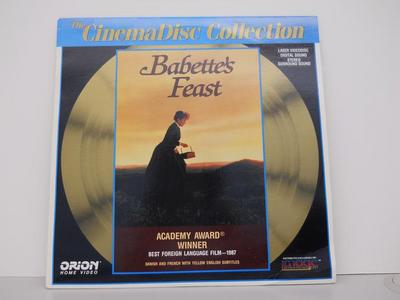 The CinemaDisc Collection
LASER VIDEODISC
DIGITAL SOUND
STEREO
SURROUND SOUND
Babette's
Feast
ACADEMY AWARD®
WINNER
BEST FOREIGN LANGUAGE FILM—1987
DANISH AND FRENCH WITH YELLOW ENGLISH SUBTITLES
ORION
HOME VIDEO